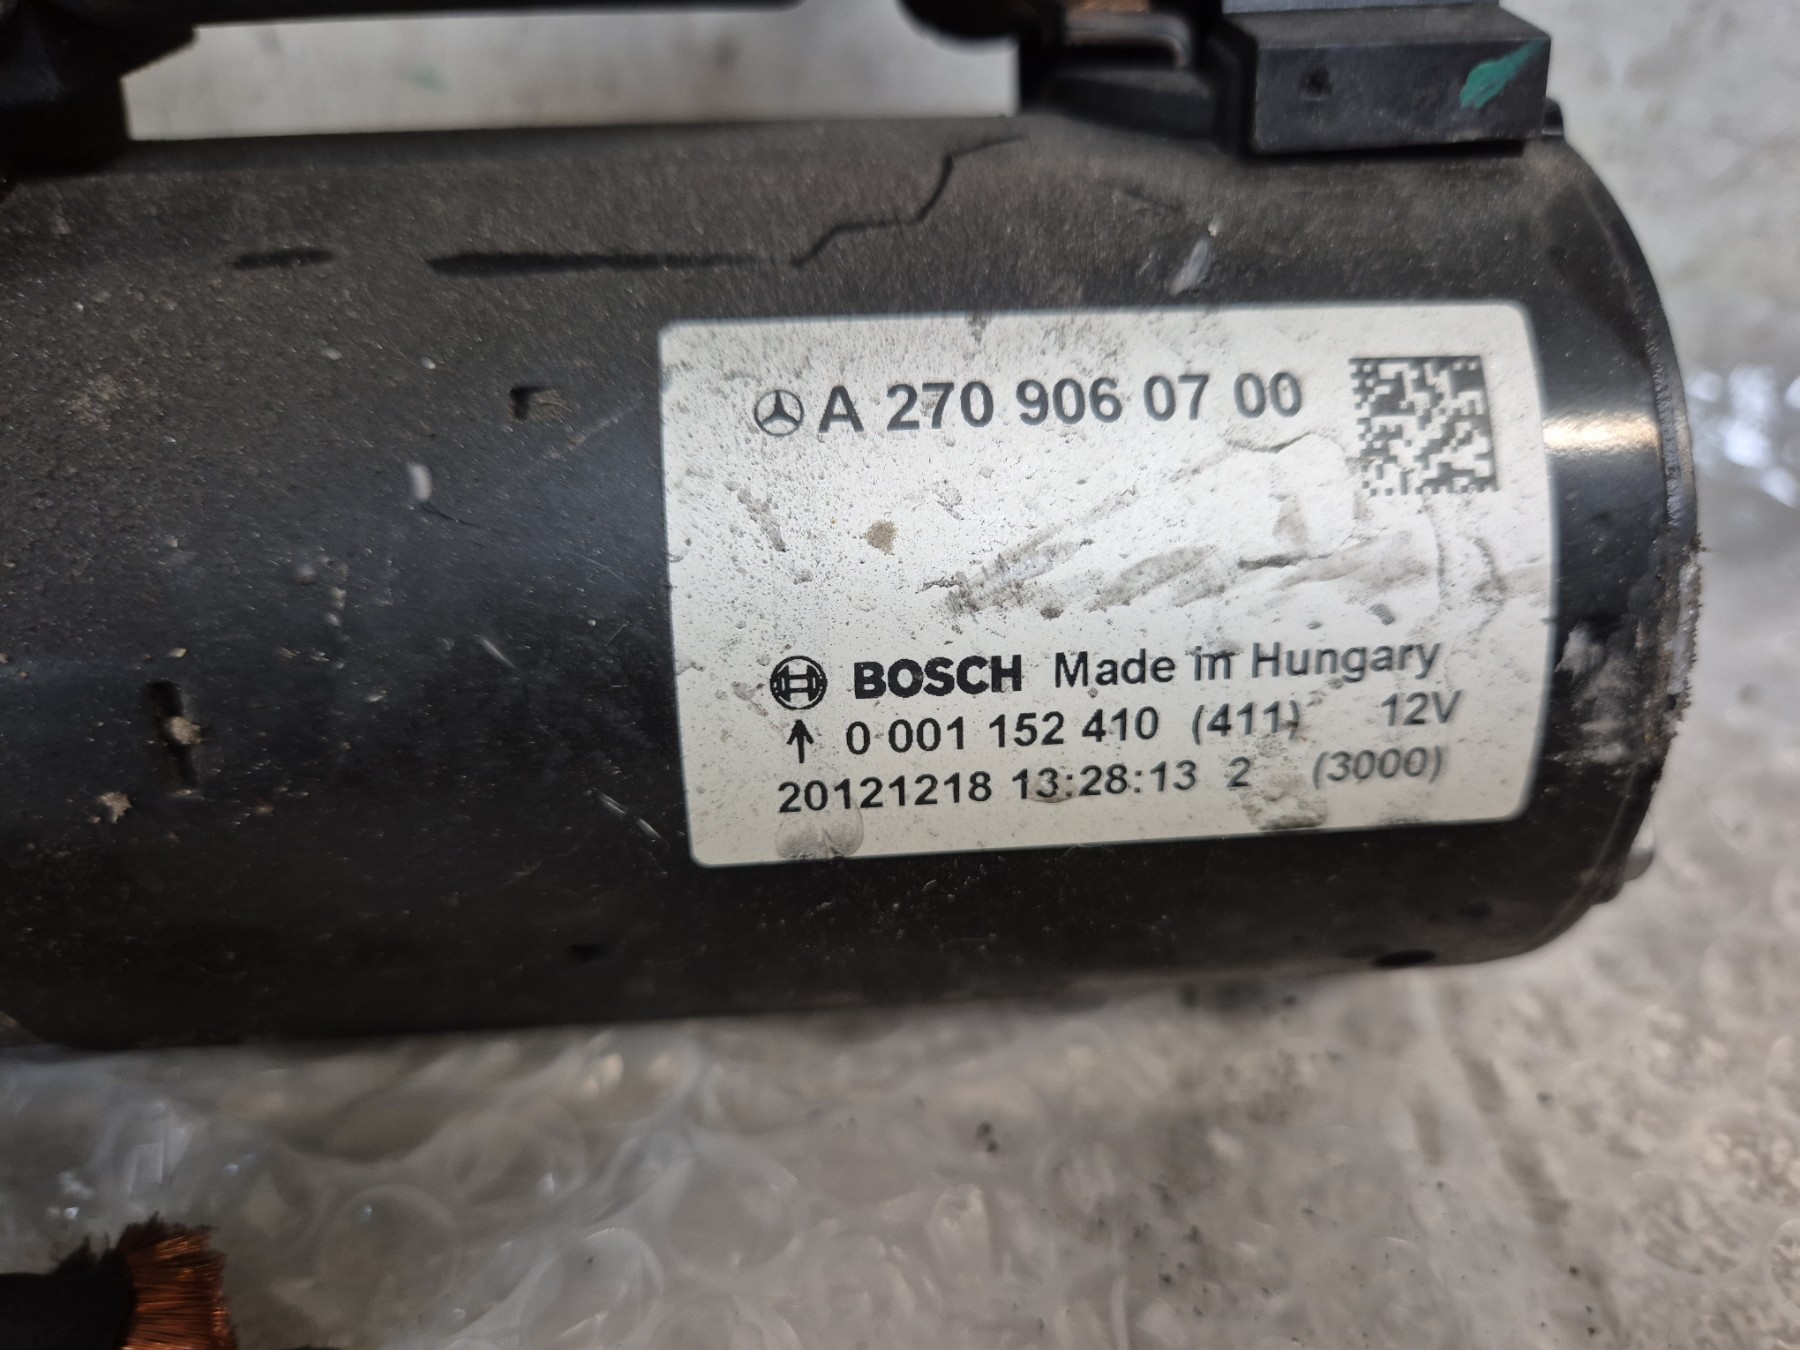 A 270 906 07 00
BOSCH Made in Hungary
↑ 0 001 152 410 (411) 12V
20121218 13:28:13 2 (3000)